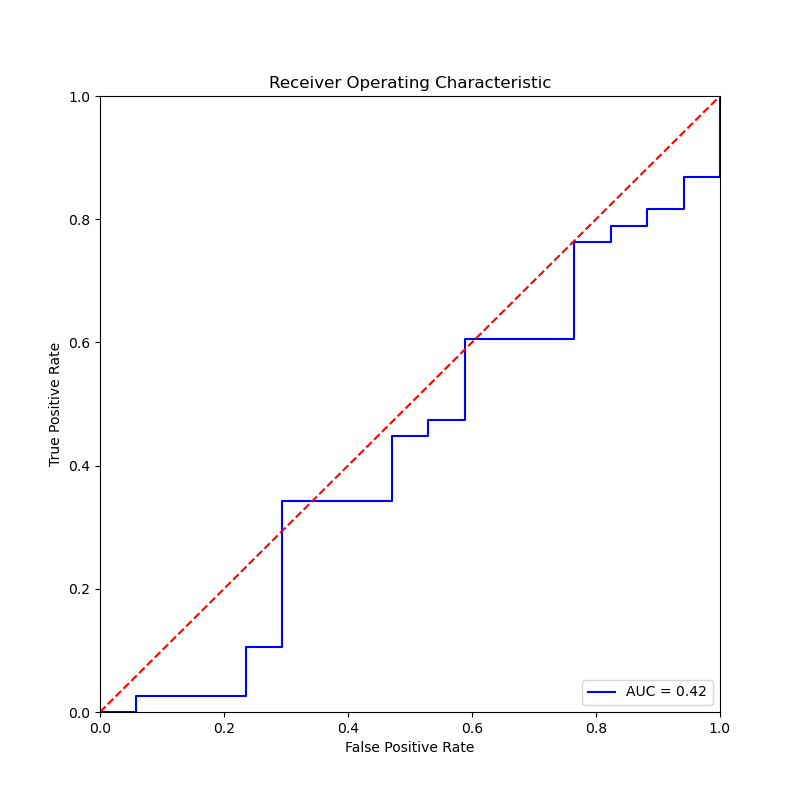 Receiver Operating Characteristic
1.0
0.8
0.6
0.4
0.2
0.0
True Positive Rate
AUC = 0.42
0.0 0.2 0.4 0.6 0.8 1.0
False Positive Rate